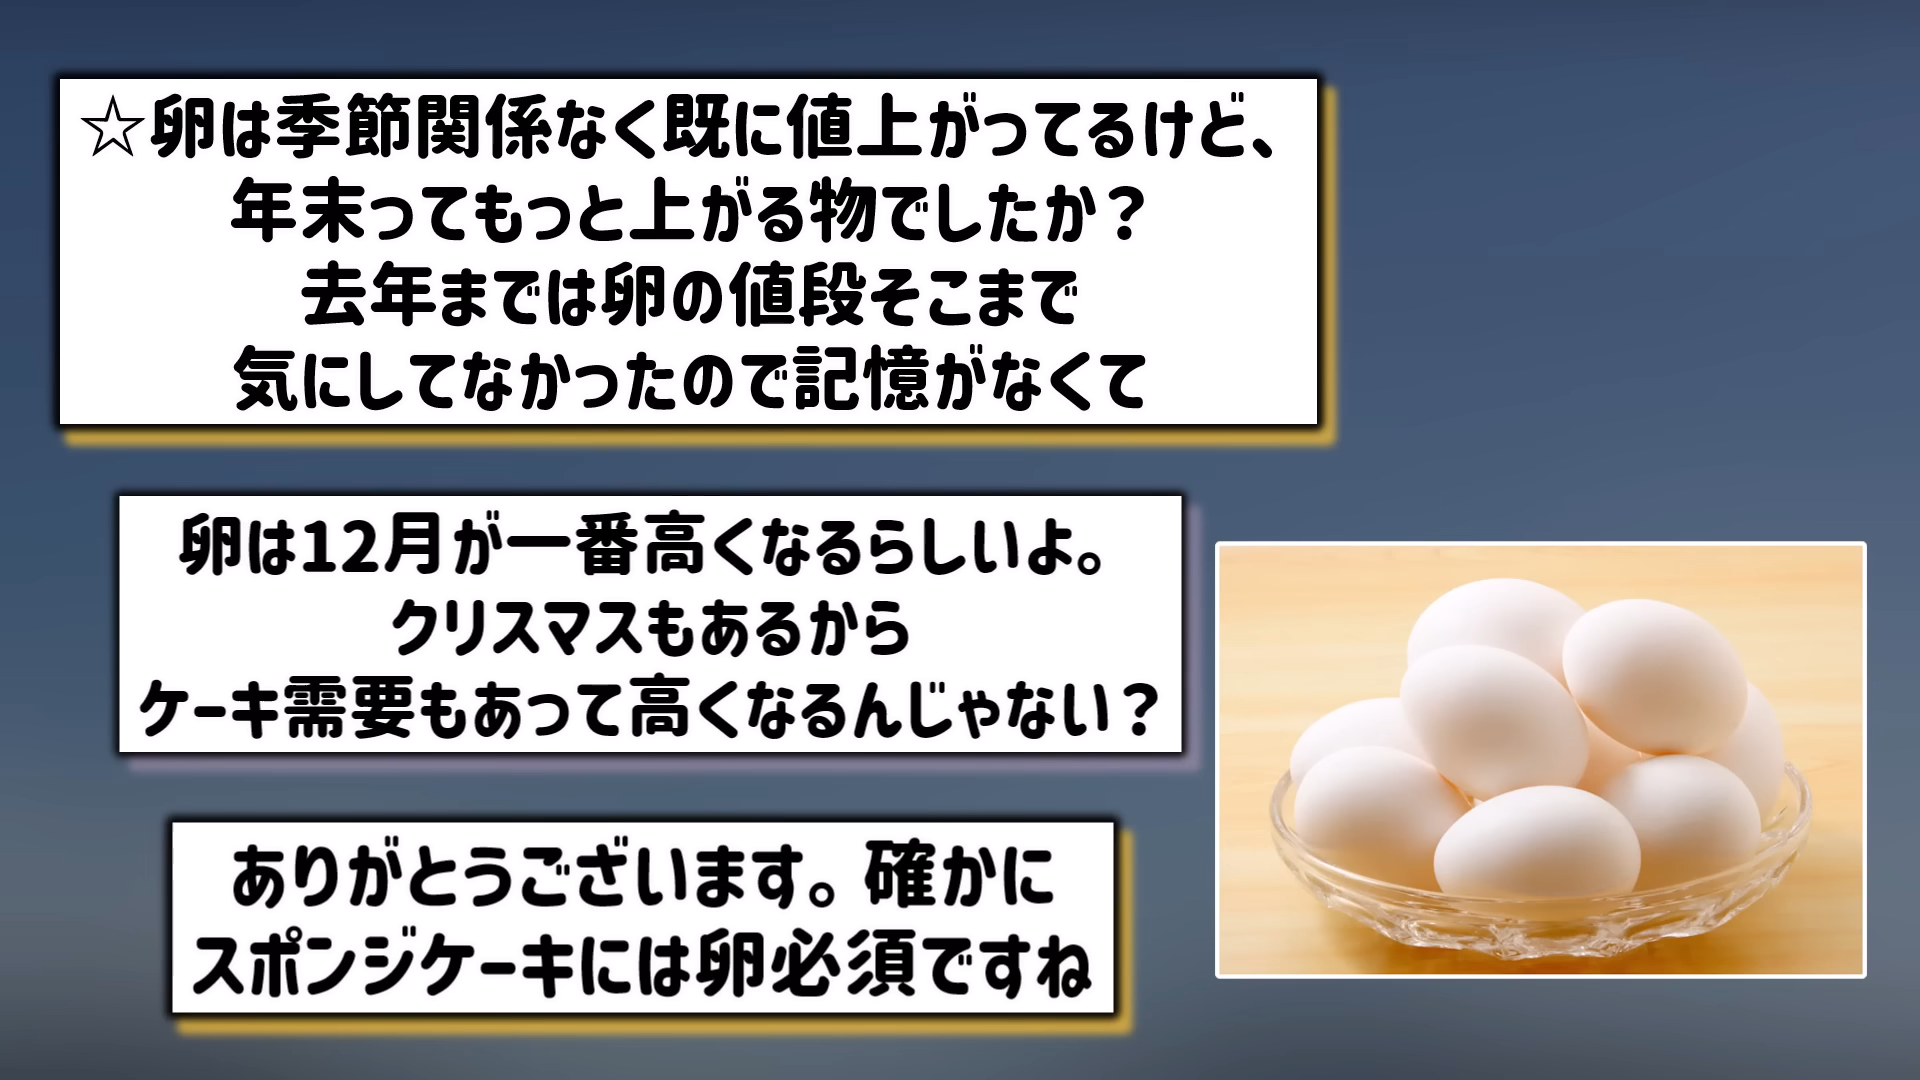 ☆卵は季節関係なく既に値上がってるけど、
年末ってもっと上がる物でしたか？
去年までは卵の値段そこまで
気にしてなかったので記憶がなくて
卵は12月が一番高くなるらしいよ。
クリスマスもあるから
ケーキ需要もあって高くなるんじゃない？
ありがとうございます。確かに
スポンジケーキには卵必須ですね